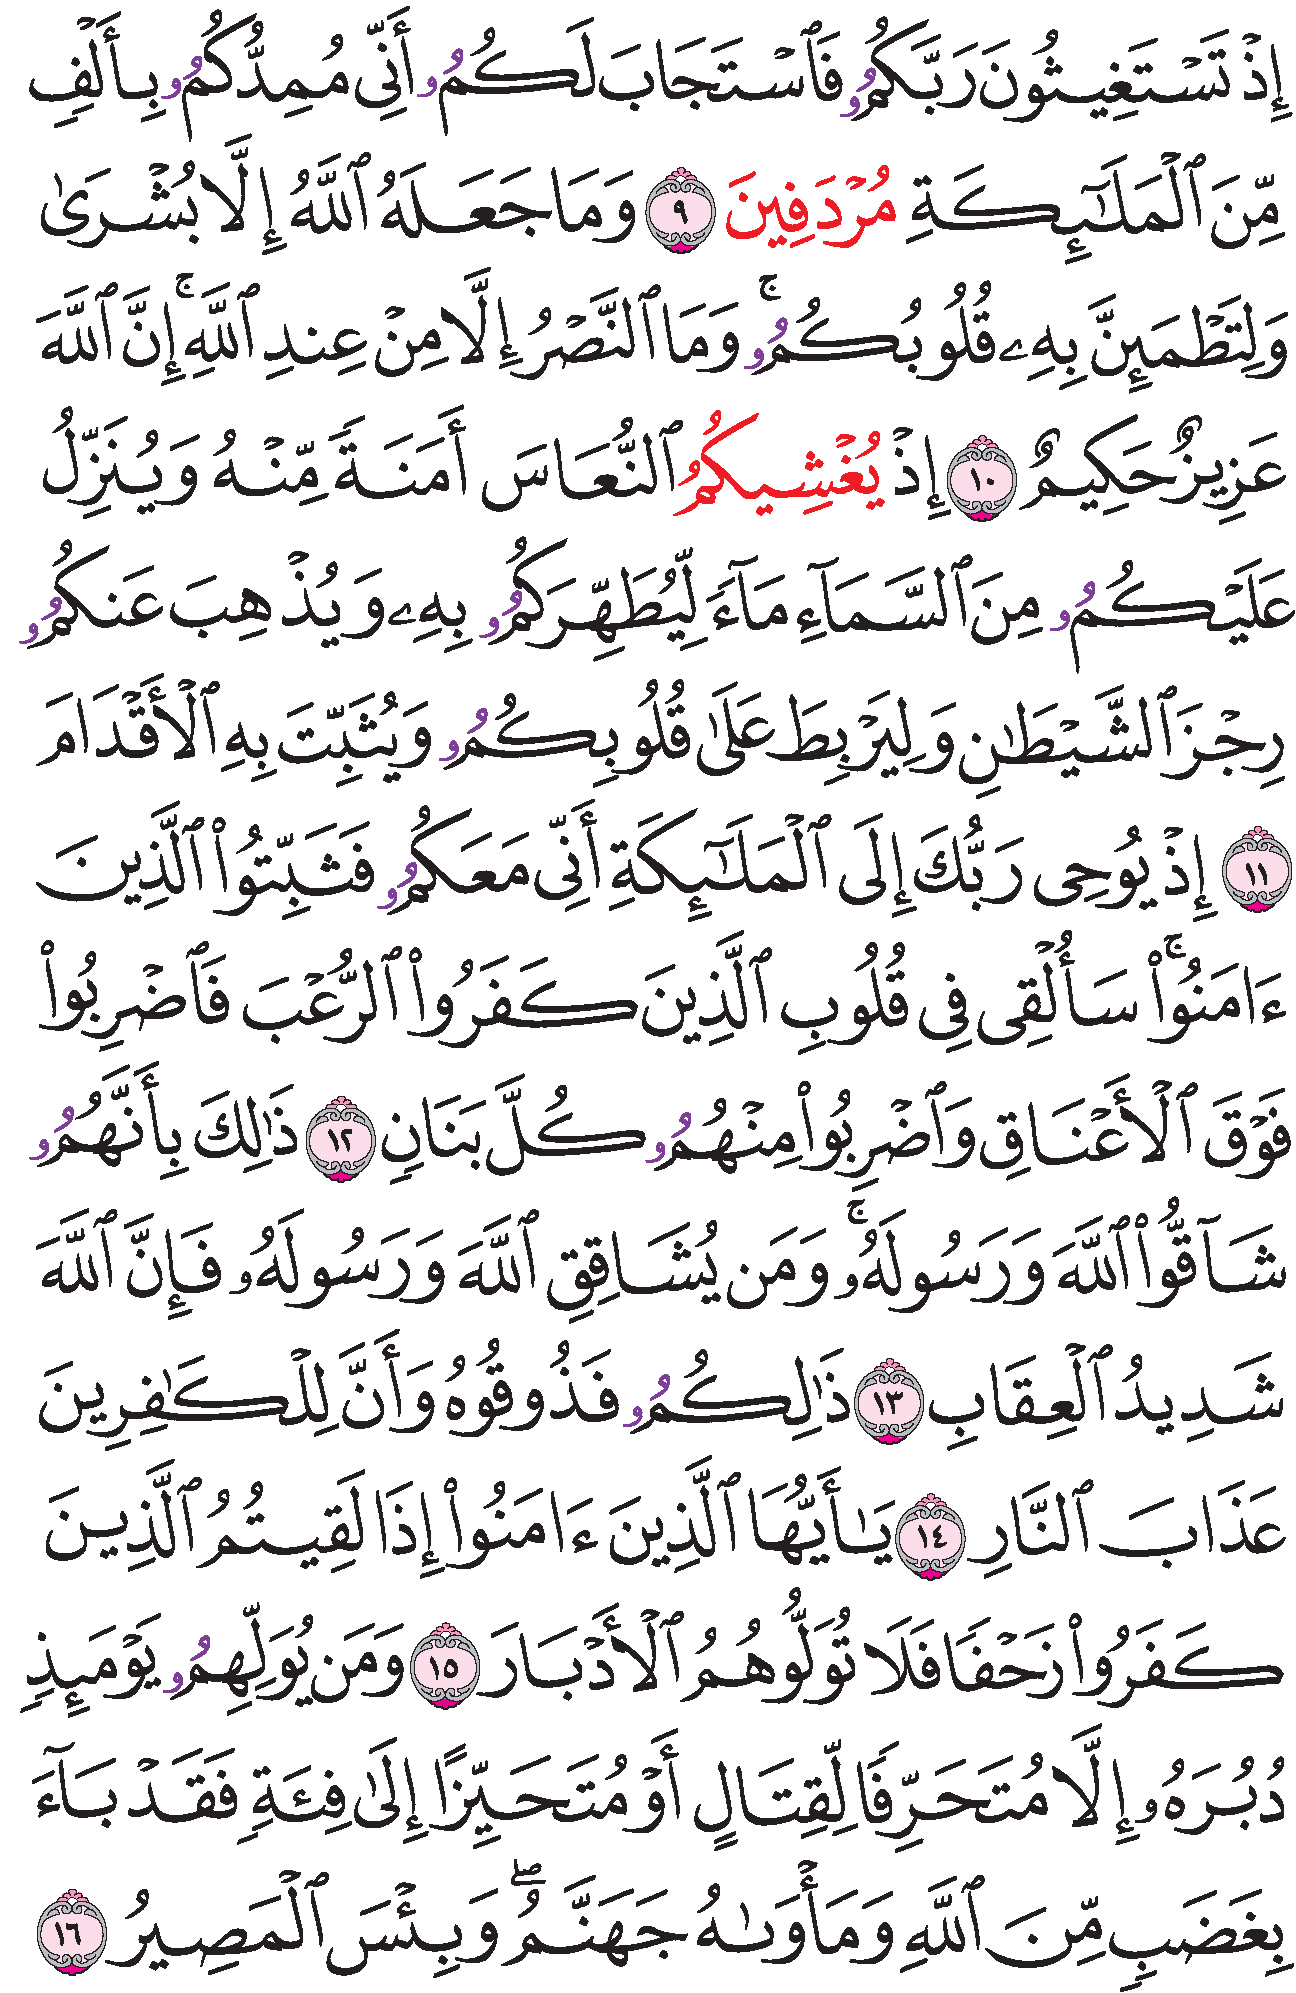 إِذْ تَسْتَغِيثُونَ رَبَّكُمُۥ فَٱسْتَجَابَ لَكُمُۥ أَنِّى مُمِدُّكُمُۥ بِأَلْفٍ
مِّنَ ٱلْمَلَٰٓئِكَةِ مُرْدَفِينَ ٩ وَمَا جَعَلَهُ ٱللَّهُ إِلَّا بُشْرَىٰ
وَلِتَطْمَئِنَّ بِهِۦ قُلُوبُكُمُۥۚ وَمَا ٱلنَّصْرُ إِلَّا مِنْ عِندِ ٱللَّهِۚ إِنَّ ٱللَّهَ
عَزِيزٌ حَكِيمٌ ١٠ إِذْ يُغْشِيكُمُ ٱلنُّعَاسَ أَمَنَةً مِّنْهُ وَيُنَزِّلُ
عَلَيْكُمُۥ مِنَ ٱلسَّمَآءِ مَآءً لِّيُطَهِّرَكُمُۥ بِهِۦ وَيُذْهِبَ عَنكُمُۥ
رِجْزَ ٱلشَّيْطَٰنِ وَلِيَرْبِطَ عَلَىٰ قُلُوبِكُمُۥ وَيُثَبِّتَ بِهِ ٱلْأَقْدَامَ
١١ إِذْ يُوحِى رَبُّكَ إِلَى ٱلْمَلَٰٓئِكَةِ أَنِّى مَعَكُمُۥ فَثَبِّتُوا۟ ٱلَّذِينَ
ءَامَنُوا۟ۚ سَأُلْقِى فِى قُلُوبِ ٱلَّذِينَ كَفَرُوا۟ ٱلرُّعْبَ فَٱضْرِبُوا۟
فَوْقَ ٱلْأَعْنَاقِ وَٱضْرِبُوا۟ مِنْهُمُۥ كُلَّ بَنَانٍ ١٢ ذَٰلِكَ بِأَنَّهُمُۥ
شَآقُّوا۟ ٱللَّهَ وَرَسُولَهُۥۚ وَمَن يُشَاقِقِ ٱللَّهَ وَرَسُولَهُۥ فَإِنَّ ٱللَّهَ
شَدِيدُ ٱلْعِقَابِ ١٣ ذَٰلِكُمُۥ فَذُوقُوهُ وَأَنَّ لِلْكَٰفِرِينَ
عَذَابَ ٱلنَّارِ ١٤ يَٰأَيُّهَا ٱلَّذِينَ ءَامَنُوا۟ إِذَا لَقِيتُمُ ٱلَّذِينَ
كَفَرُوا۟ زَحْفًا فَلَا تُوَلُّوهُمُ ٱلْأَدْبَارَ ١٥ وَمَن يُوَلِّهِمُۥ يَوْمَئِذٍ
دُبُرَهُۥ إِلَّا مُتَحَرِّفًا لِّقِتَالٍ أَوْ مُتَحَيِّزًا إِلَىٰ فِئَةٍ فَقَدْ بَآءَ
بِغَضَبٍ مِّنَ ٱللَّهِ وَمَأْوَىٰهُ جَهَنَّمُۖ وَبِئْسَ ٱلْمَصِيرُ ١٦